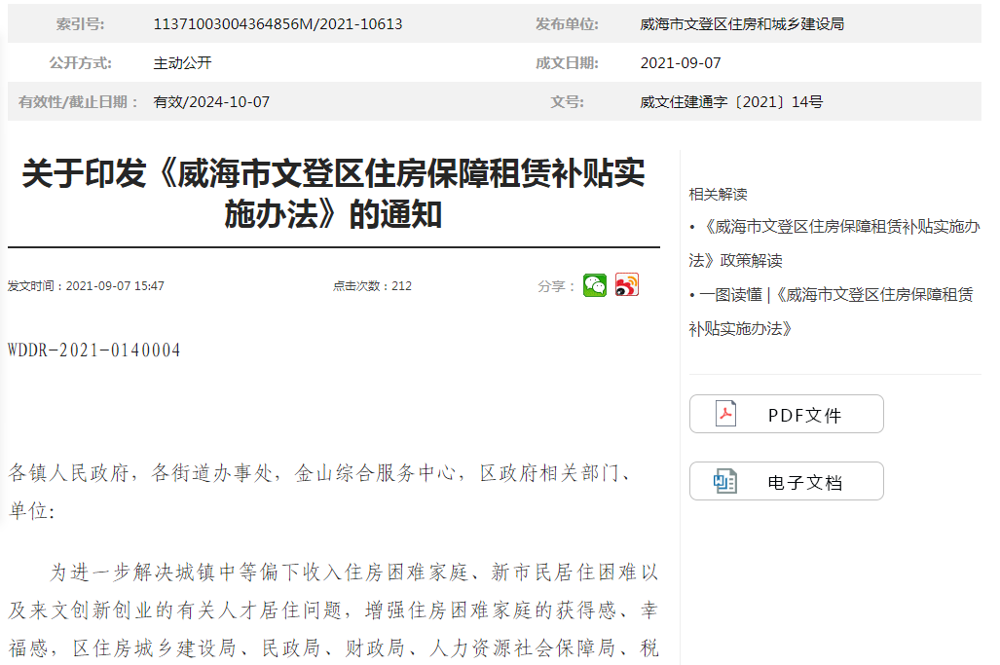 索引号: 11371003004364856M/2021-10613 发布单位: 威海市文登区住房和城乡建设局
公开方式: 主动公开 成文日期: 2021-09-07
有效性/截止日期： 有效/2024-10-07 文号: 威文住建通字〔2021〕14号
关于印发《威海市文登区住房保障租赁补贴实
施办法》的通知
发文时间：2021-09-07 15:47 点击次数：212 分享：
WDDR-2021-0140004
各镇人民政府，各街道办事处，金山综合服务中心，区政府相关部门、
单位：
为进一步解决城镇中等偏下收入住房困难家庭、新市民居住困难以
及来文创新创业的有关人才居住问题，增强住房困难家庭的获得感、幸
福感，区住房城乡建设局、民政局、财政局、人力资源社会保障局、税
相关解读
• 《威海市文登区住房保障租赁补贴实施办
法》政策解读
• 一图读懂 |《威海市文登区住房保障租赁
补贴实施办法》
PDF文件
电子文档